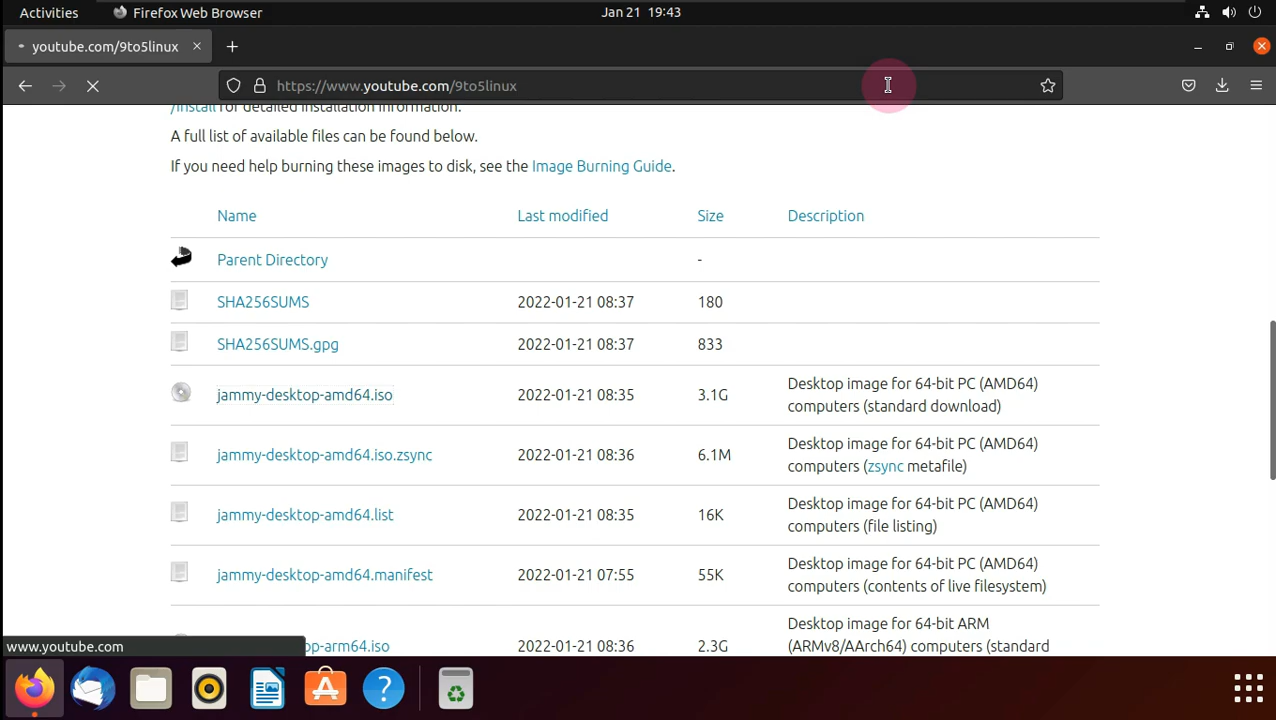 Activities
Firefox Web Browser
Jan 21 19:43
youtube.com/9to5linux
https://www.youtube.com/9to5linux
/install for detailed installation information.
A full list of available files can be found below.
If you need help burning these images to disk, see the Image Burning Guide.
Name Last modified Size Description
Parent Directory -
SHA256SUMS 2022-01-21 08:37 180
SHA256SUMS.gpg 2022-01-21 08:37 833
jammy-desktop-amd64.iso 2022-01-21 08:35 3.1G Desktop image for 64-bit PC (AMD64)
computers (standard download)
jammy-desktop-amd64.iso.zsync 2022-01-21 08:36 6.1M Desktop image for 64-bit PC (AMD64)
computers (zsync metafile)
jammy-desktop-amd64.list 2022-01-21 08:35 16K Desktop image for 64-bit PC (AMD64)
computers (file listing)
jammy-desktop-amd64.manifest 2022-01-21 07:55 55K Desktop image for 64-bit PC (AMD64)
computers (contents of live filesystem)
Desktop image for 64-bit ARM
op-arm64.iso 2022-01-21 08:36 2.3G (ARMv8/AArch64) computers (standard
www.youtube.com